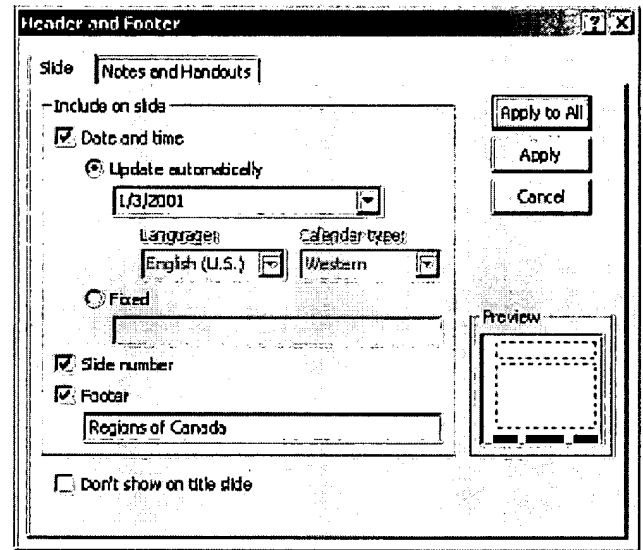 Header and Footer
Slide
Notes and Handouts
Include on slide
Date and time
Update automatically
1/3/2001
Language:
Calendar type:
English (U.S.)
Western
Fixed
Slide number
Footer
Regions of Canada
Don't show on title slide
Apply to All
Apply
Cancel
Preview